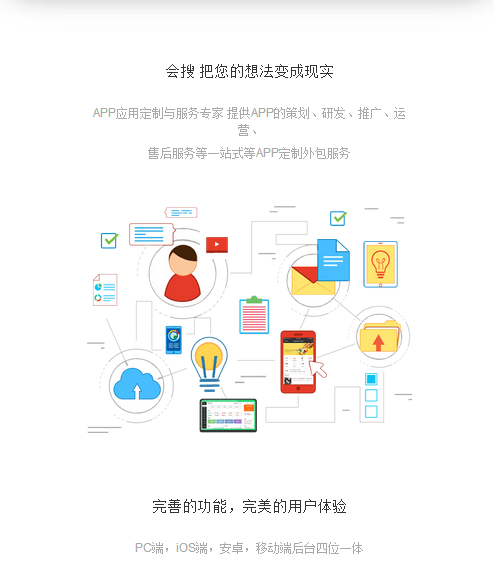 会搜 把您的想法变成现实
APP应用定制与服务专家 提供APP的策划、研发、推广、运
营、
售后服务等一站式等APP定制外包服务
完善的功能，完美的用户体验
PC端，iOS端，安卓，移动端后台四位一体